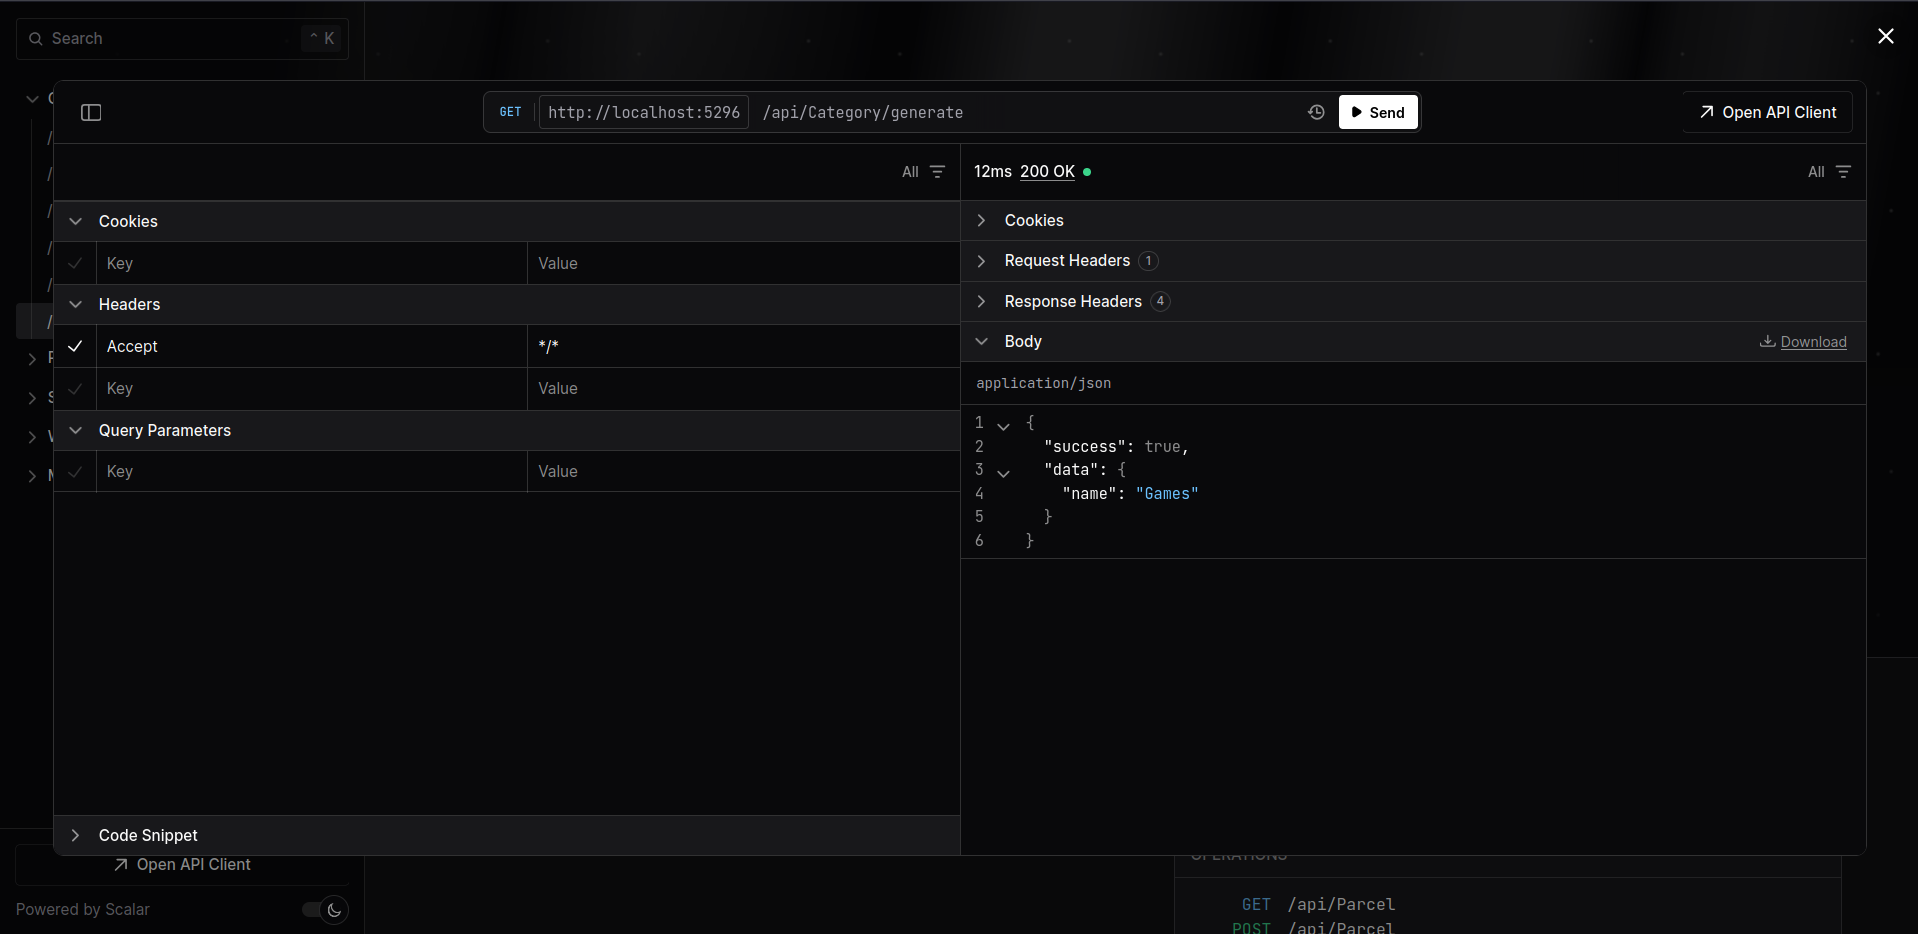 Search
⌃ K
GET http://localhost:5296 /api/Category/generate
Send
Open API Client
All
Cookies
Key Value
Headers
Accept */*
Key Value
Query Parameters
Key Value
Code Snippet
12ms 200 OK
All
Cookies
Request Headers 1
Response Headers 4
Body
Download
application/json
1 {
2 "success": true,
3 "data": {
4 "name": "Games"
5 }
6 }
Open API Client
Powered by Scalar
OPERATIONS
GET /api/Parcel
POST /api/Parcel